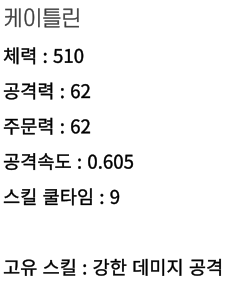 케이틀린
체력 : 510
공격력 : 62
주문력 : 62
공격속도 : 0.605
스킬 쿨타임 : 9
고유 스킬 : 강한 데미지 공격